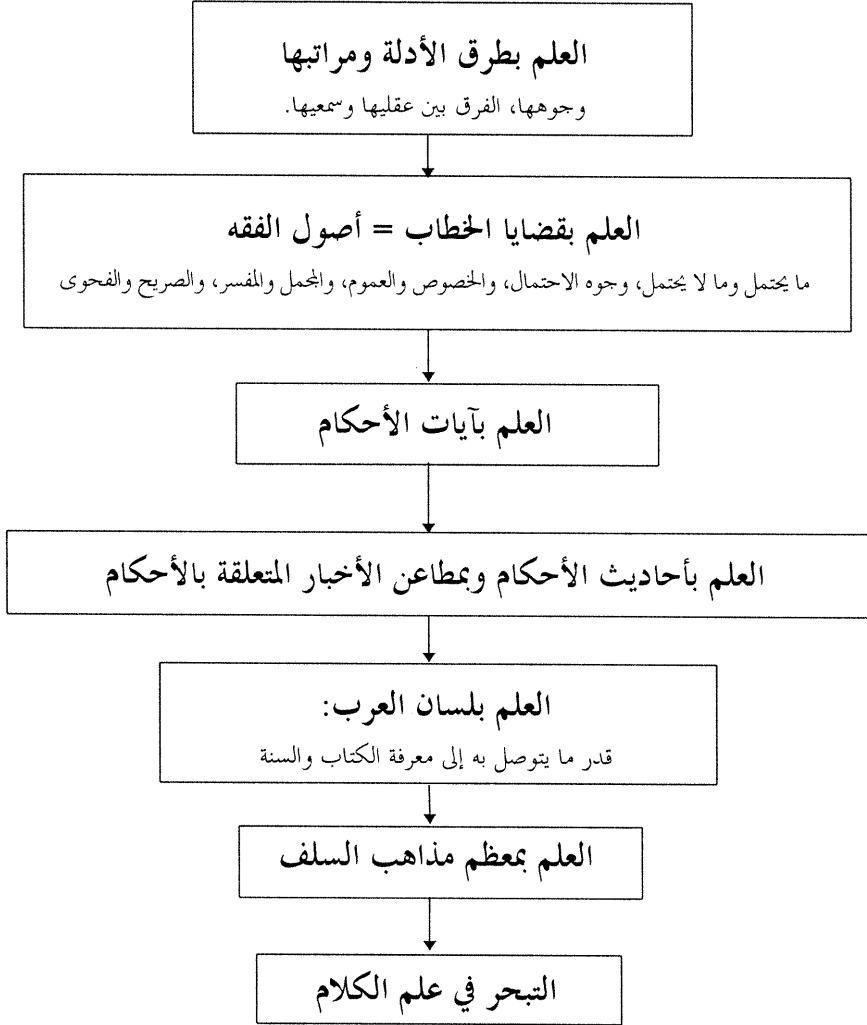 العلم بطرق الأدلة ومراتبها
وجوهها، الفرق بين عقليها وسمعيها.
العلم بقضايا الخطاب = أصول الفقه
ما يحتمل وما لا يحتمل، وجوه الاحتمال، والخصوص والعموم، والمجمل والمفسر، والصريح والفحوى
العلم بآيات الأحكام
العلم بأحاديث الأحكام وبمطاعن الأخبار المتعلقة بالأحكام
العلم بلسان العرب:
قدر ما يتوصل به إلى معرفة الكتاب والسنة
العلم بمعظم مذاهب السلف
التبحر في علم الكلام